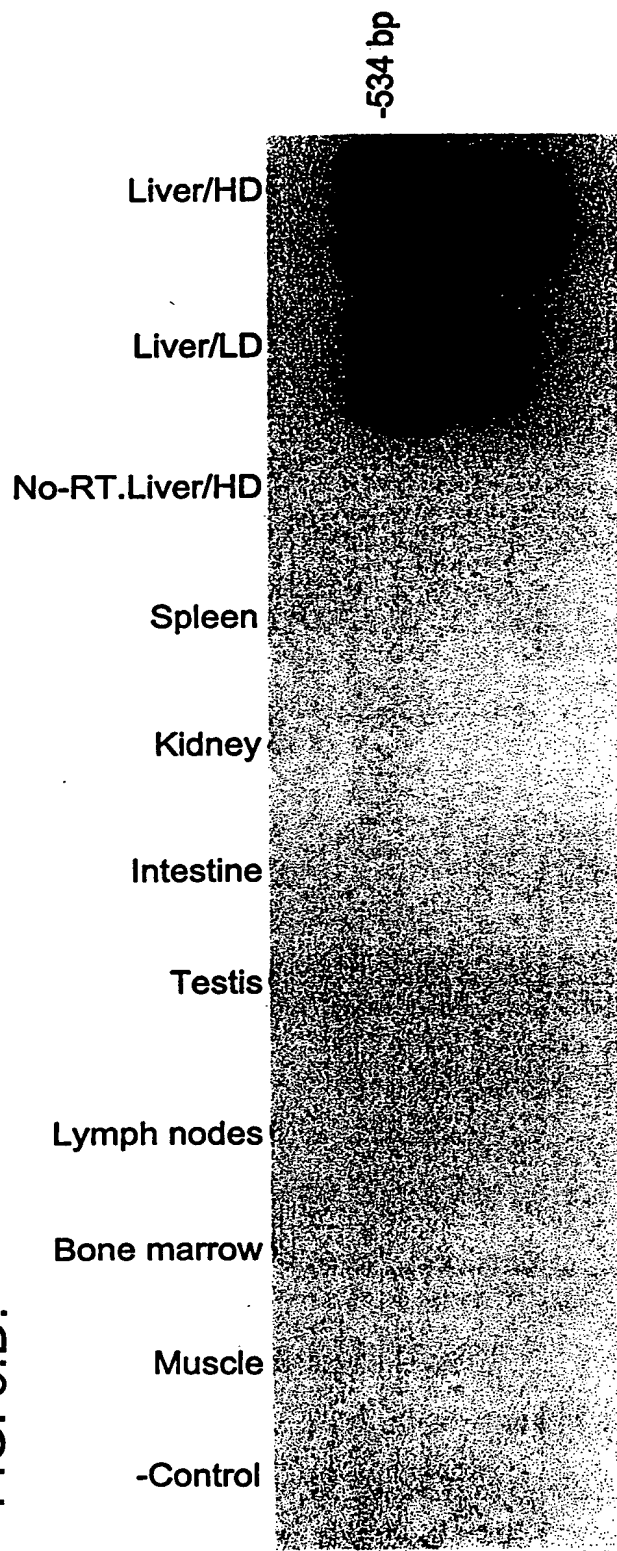 -534 bp
Liver/HD
Liver/LD
No-RT.Liver/HD
Spleen
Kidney
Intestine
Testis
Lymph nodes
Bone marrow
Muscle
-Control